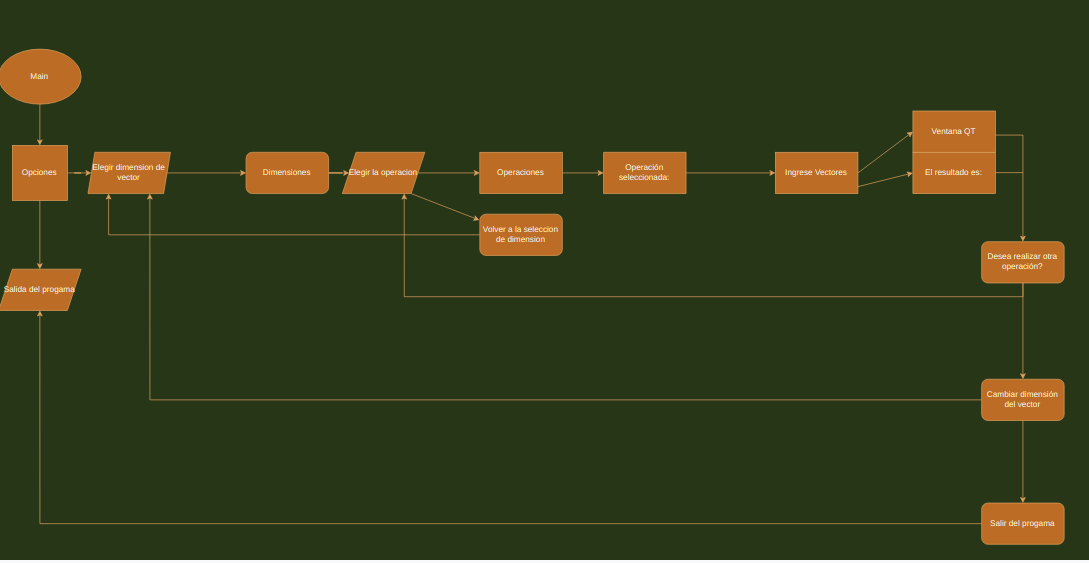 Main
Opciones
Elegir dimension de
vector
Dimensiones
Elegir la operacion
Operaciones
Operación
seleccionada:
Ingrese Vectores
Ventana QT
El resultado es:
Volver a la seleccion
de dimension
Desea realizar otra
operación?
Salida del progama
Cambiar dimensión
del vector
Salir del progama